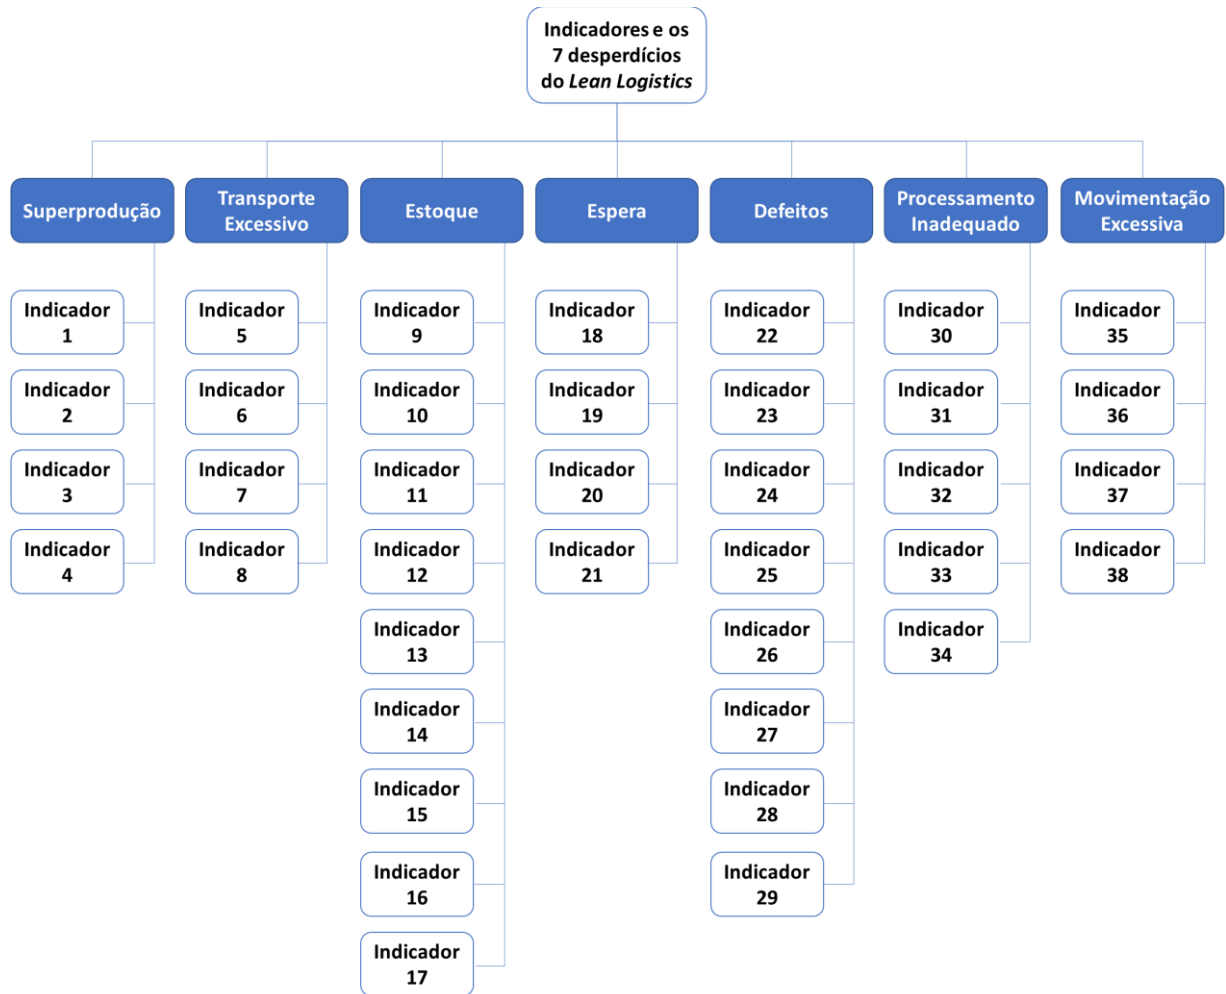 Indicadores e os
7 desperdícios
do Lean Logistics
Superprodução
Indicador
1
Indicador
2
Indicador
3
Indicador
4
Transporte
Excessivo
Indicador
5
Indicador
6
Indicador
7
Indicador
8
Estoque
Indicador
9
Indicador
10
Indicador
11
Indicador
12
Indicador
13
Indicador
14
Indicador
15
Indicador
16
Indicador
17
Espera
Indicador
18
Indicador
19
Indicador
20
Indicador
21
Defeitos
Indicador
22
Indicador
23
Indicador
24
Indicador
25
Indicador
26
Indicador
27
Indicador
28
Indicador
29
Processamento
Inadequado
Indicador
30
Indicador
31
Indicador
32
Indicador
33
Indicador
34
Movimentação
Excessiva
Indicador
35
Indicador
36
Indicador
37
Indicador
38